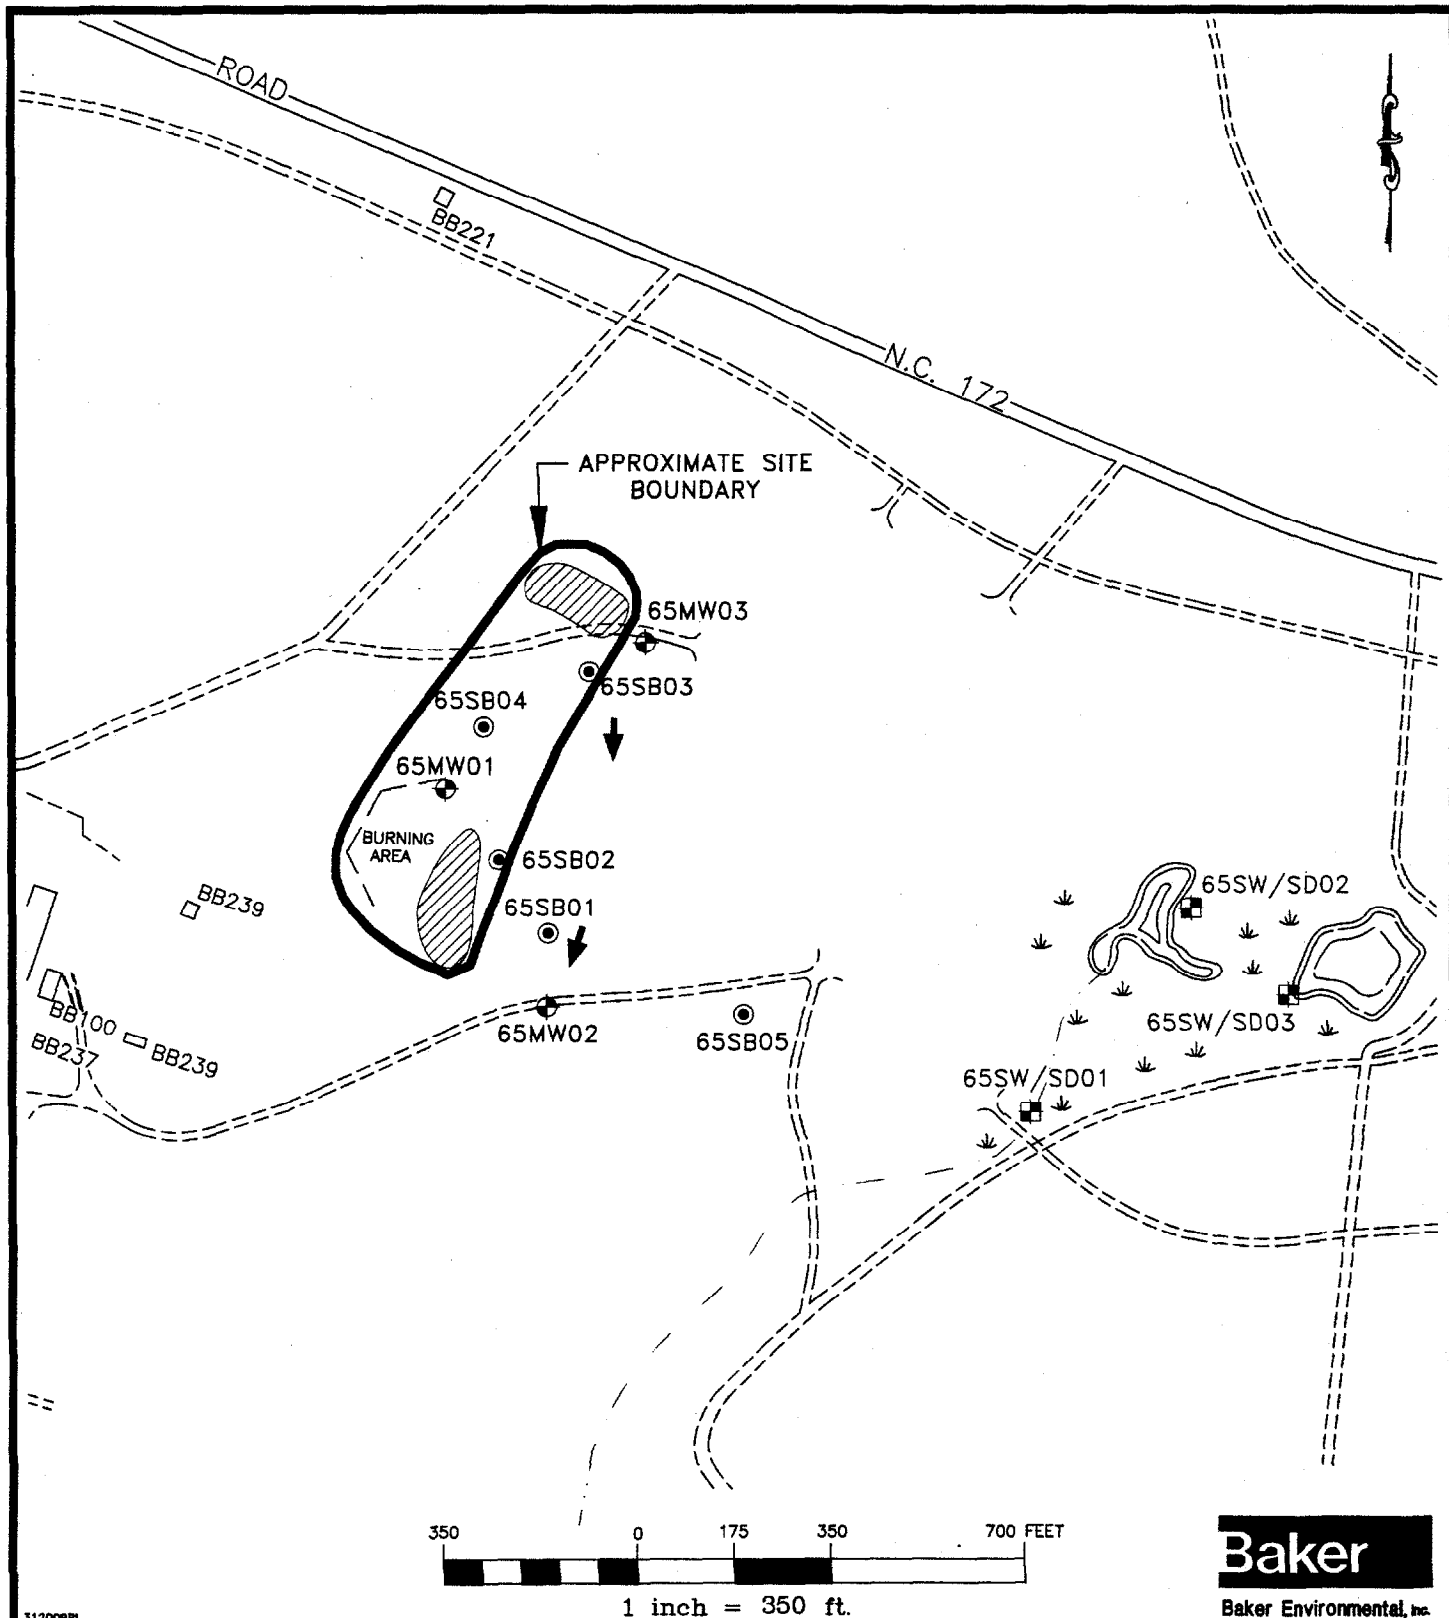 ROAD
BB221
N.C. 172
APPROXIMATE SITE
BOUNDARY
65MW03
65SB03
65SB04
65MW01
BURNING
AREA
65SB02
65SB01
65SW/SD02
BB239
65SW/SD03
BB100
BB237
BB239
65MW02
65SB05
65SW/SD01
350 0 175 350 700 FEET
1 inch = 350 ft.
Baker
Baker Environmental, Inc.